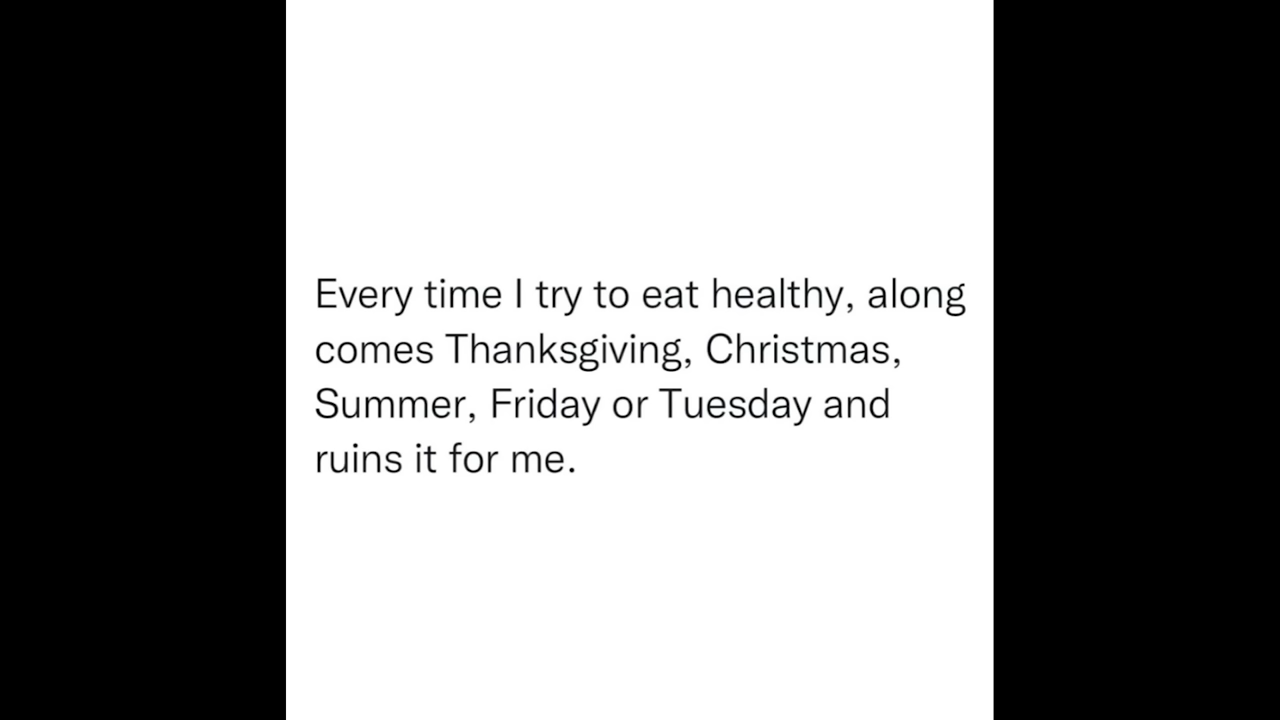 Every time I try to eat healthy, along
comes Thanksgiving, Christmas,
Summer, Friday or Tuesday and
ruins it for me.